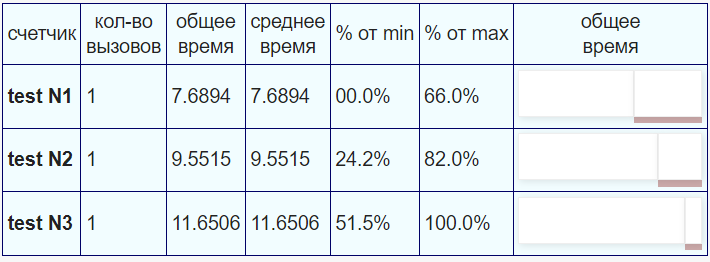 счетчик кол-во вызовов общее время среднее время % от min % от max общее время
test N1 1 7.6894 7.6894 00.0% 66.0%
test N2 1 9.5515 9.5515 24.2% 82.0%
test N3 1 11.6506 11.6506 51.5% 100.0%